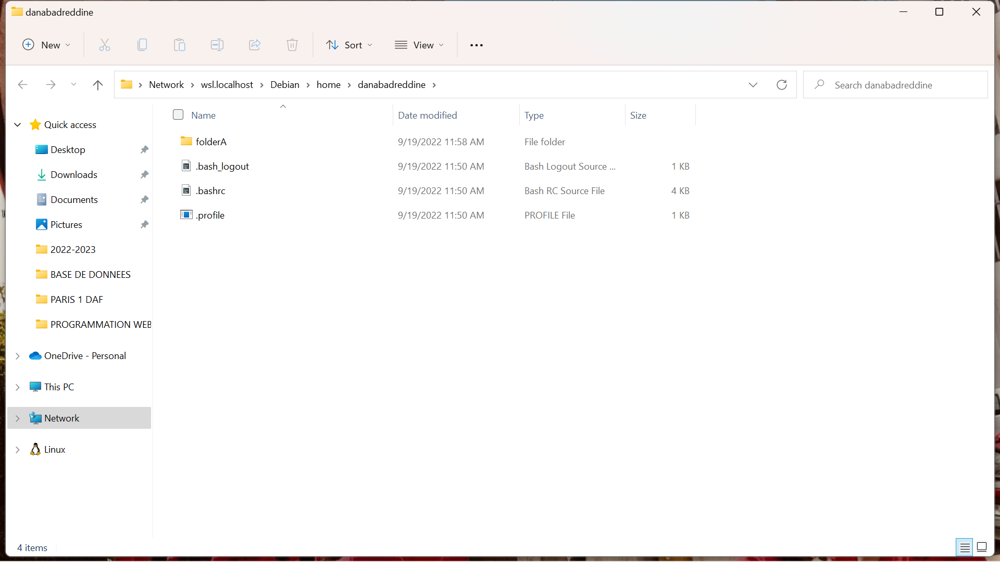 danabadreddine
New
Sort
View
Network > wsl.localhost > Debian > home > danabadreddine >
Search danabadreddine
Name Date modified Type Size
Quick access
Desktop
Downloads
Documents
Pictures
2022-2023
BASE DE DONNEES
PARIS 1 DAF
PROGRAMMATION WEB
OneDrive - Personal
This PC
Network
Linux
folderA 9/19/2022 11:58 AM File folder
.bash_logout 9/19/2022 11:50 AM Bash Logout Source ... 1 KB
.bashrc 9/19/2022 11:50 AM Bash RC Source File 4 KB
.profile 9/19/2022 11:50 AM PROFILE File 1 KB
4 items